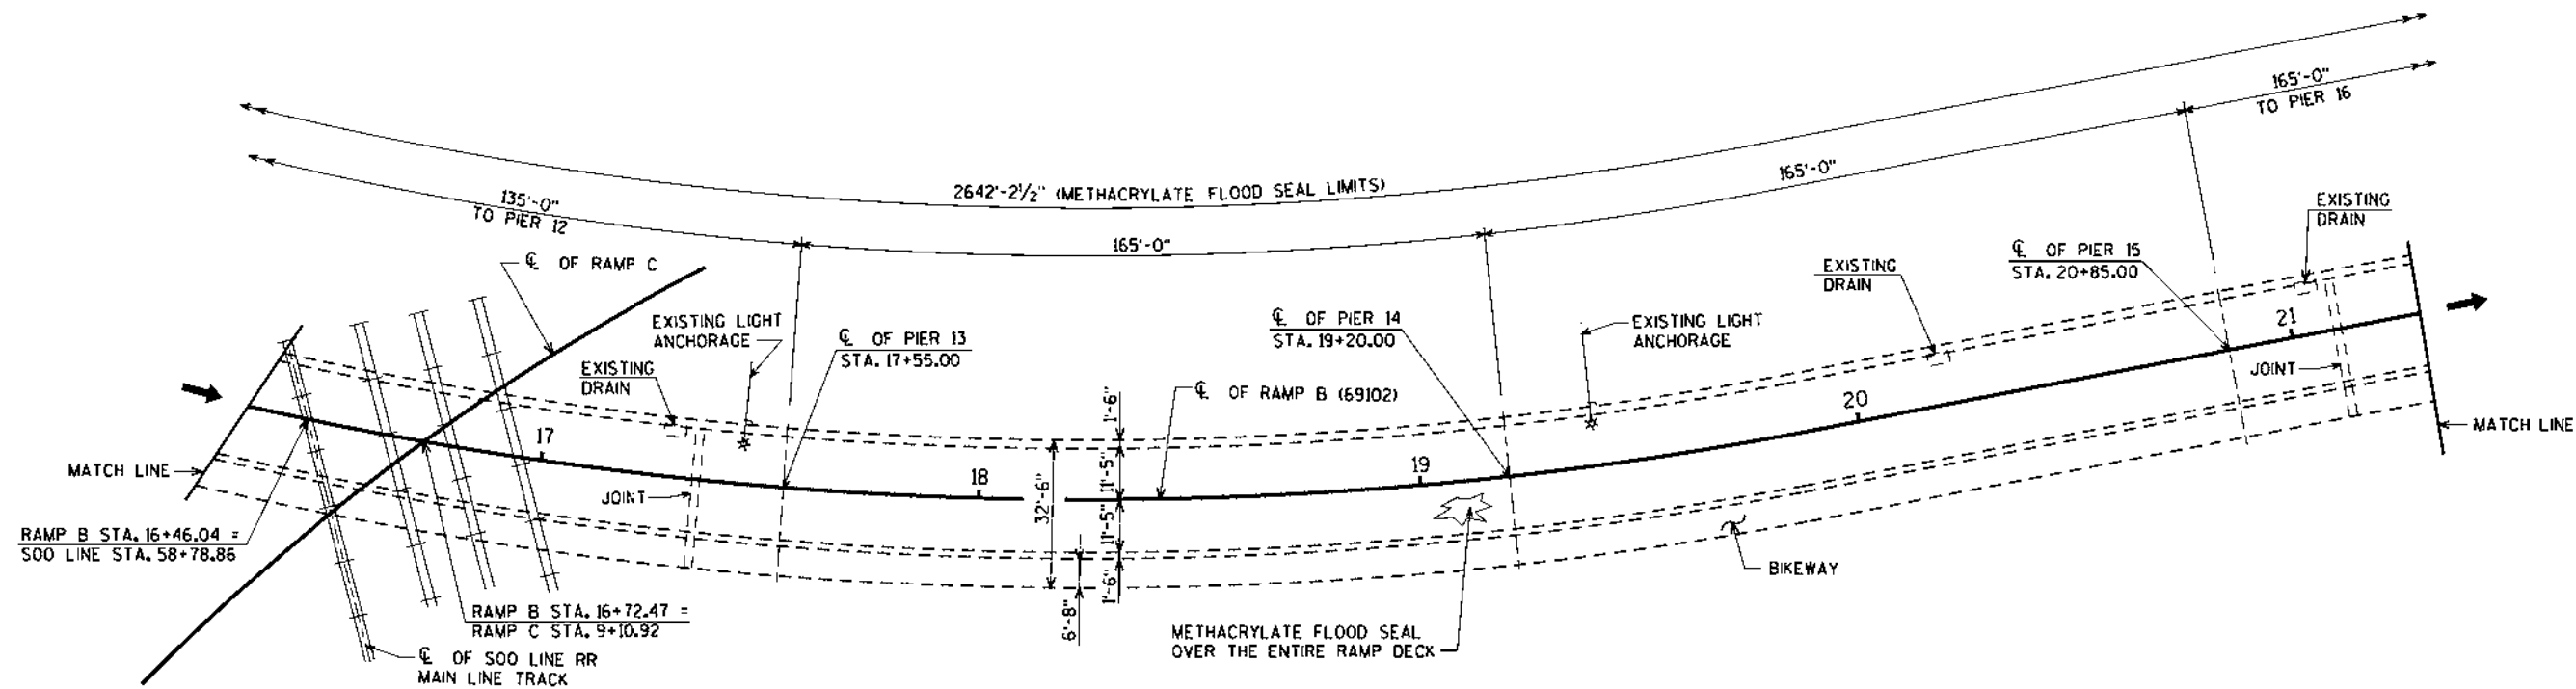 2642'-2½" (METHACRYLATE FLOOD SEAL LIMITS)
165'-0"
TO PIER 16
165'-0"
135'-0"
TO PIER 12
165'-0"
℄ OF RAMP C
EXISTING
DRAIN
℄ OF PIER 15
STA. 20+85.00
EXISTING
DRAIN
EXISTING LIGHT
ANCHORAGE
℄ OF PIER 14
STA. 19+20.00
EXISTING LIGHT
ANCHORAGE
℄ OF PIER 13
STA. 17+55.00
EXISTING
DRAIN
℄ OF RAMP B (69102)
JOINT
21
20
19
18
17
1'-6"
11'-5"
32'-6"
11'-5"
1'-6"
6'-8"
MATCH LINE
MATCH LINE
JOINT
RAMP B STA. 16+46.04 =
SOO LINE STA. 58+78.86
BIKEWAY
RAMP B STA. 16+72.47 =
RAMP C STA. 9+10.92
METHACRYLATE FLOOD SEAL
OVER THE ENTIRE RAMP DECK
℄ OF SOO LINE RR
MAIN LINE TRACK